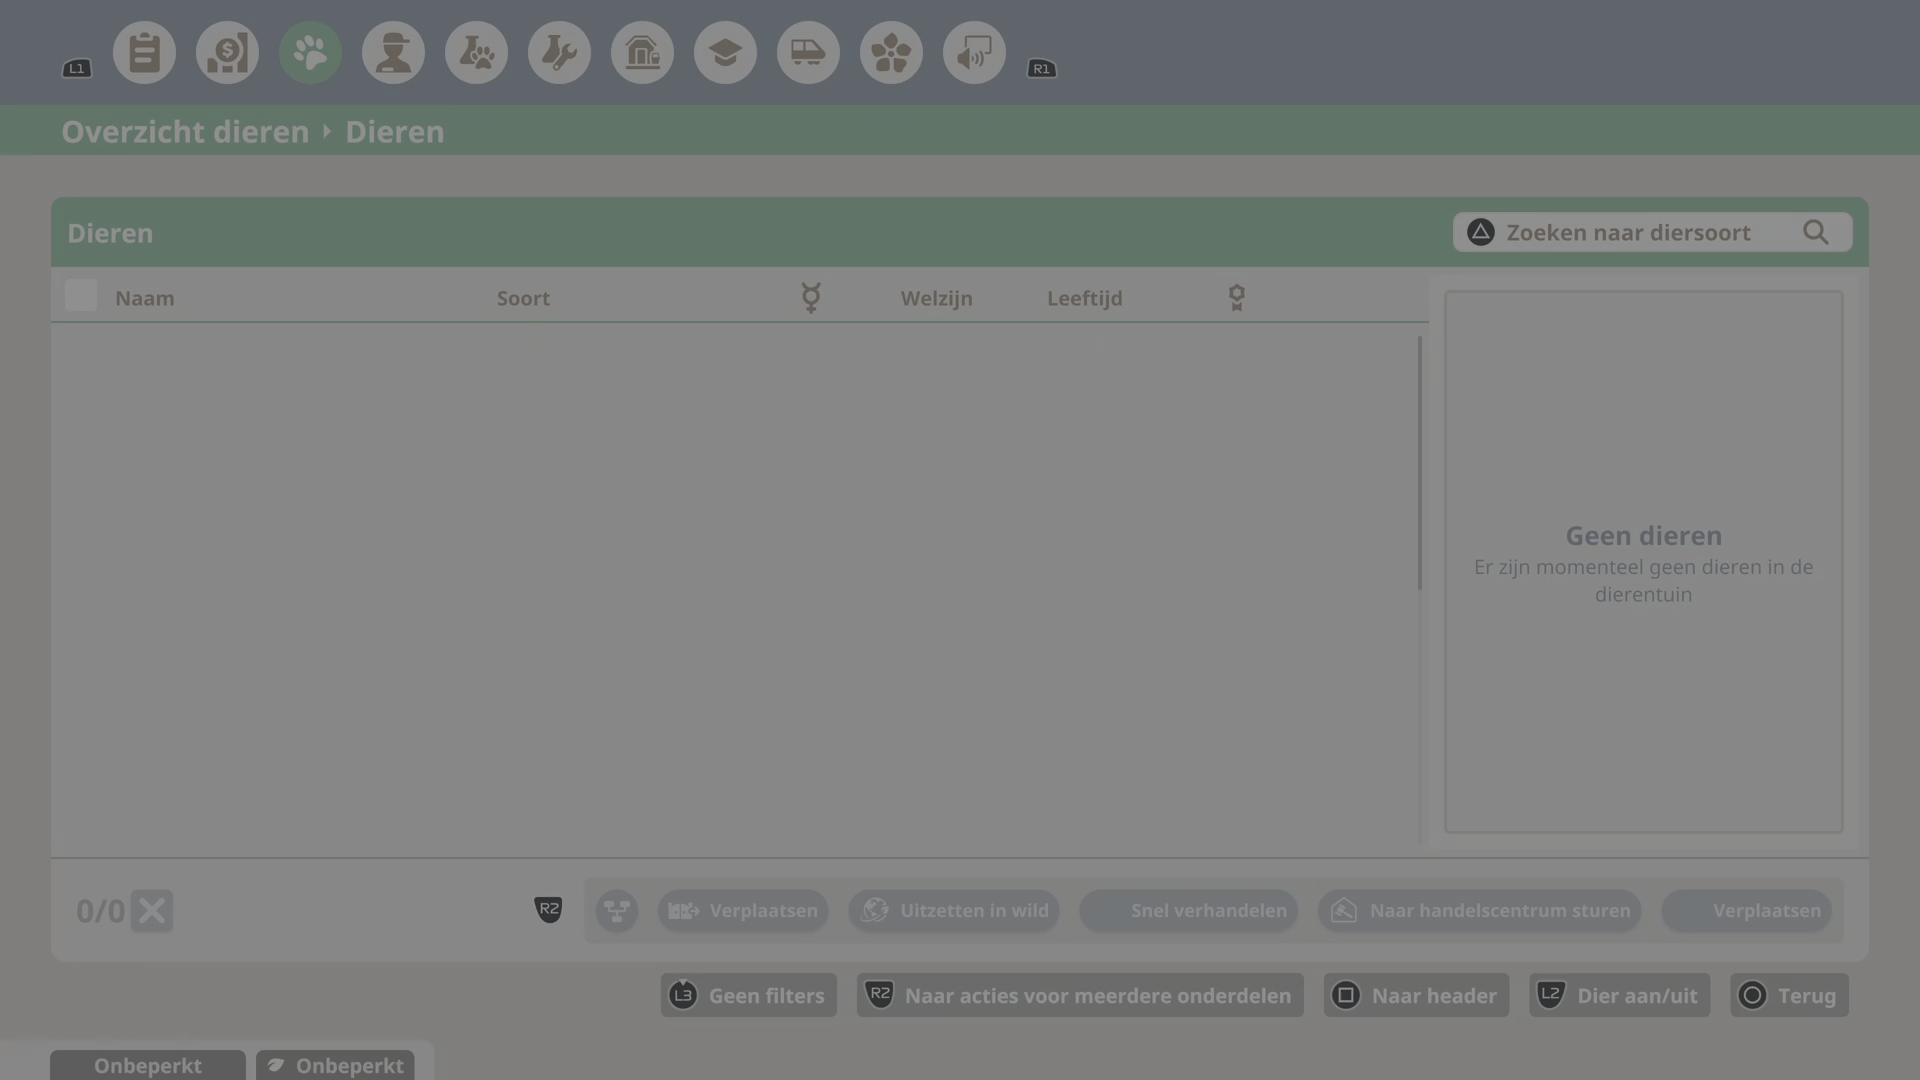 L1
R1
Overzicht dieren Dieren
Dieren
Zoeken naar diersoort
Naam Soort Welzijn Leeftijd
Geen dieren
Er zijn momenteel geen dieren in de
dierentuin
0/0
R2
Verplaatsen
Uitzetten in wild
Snel verhandelen
Naar handelscentrum sturen
Verplaatsen
L3 Geen filters
R2 Naar acties voor meerdere onderdelen
Naar header
L2 Dier aan/uit
Terug
Onbeperkt
Onbeperkt